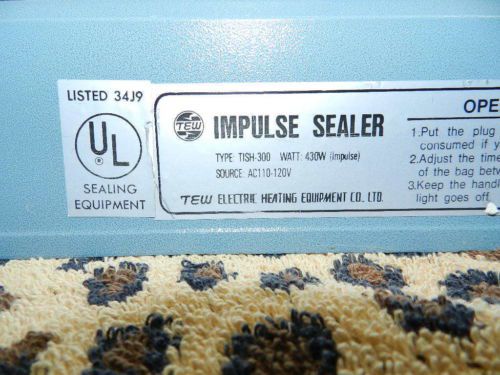 LISTED 34J9
UL
SEALING
EQUIPMENT
TEW
IMPULSE SEALER
TYPE: TISH-300 WATT: 430W (Impulse)
SOURCE: AC110-120V
TEW ELECTRIC HEATING EQUIPMENT CO., LTD.
OPE
1.Put the plug
consumed if y
2.Adjust the time
of the bag betw
3.Keep the hand
light goes off